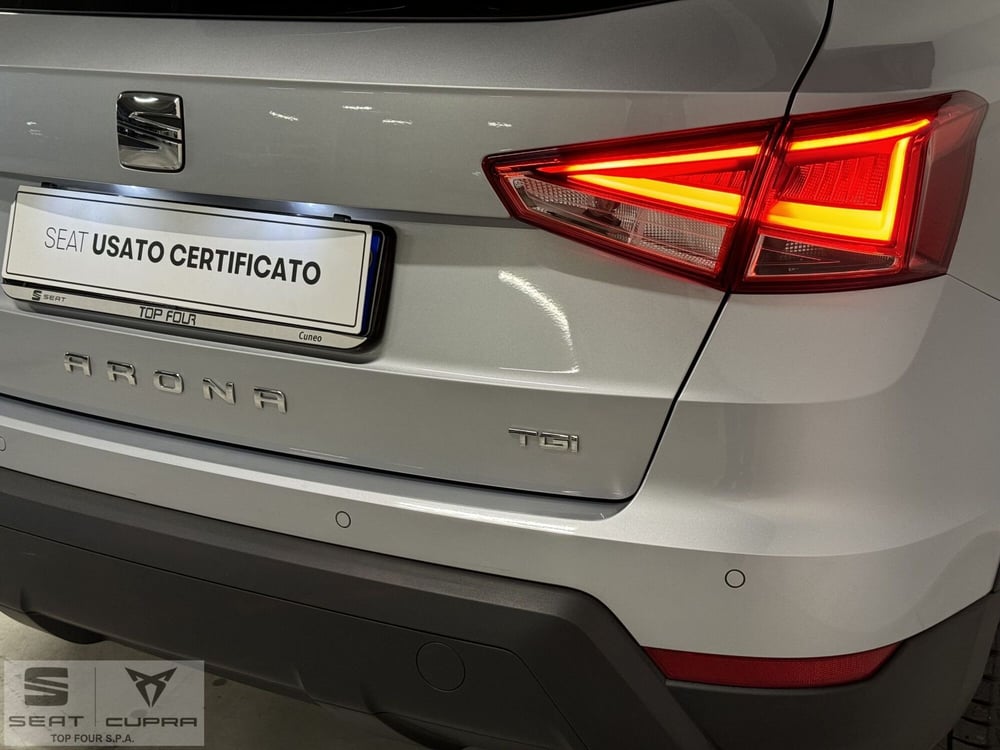 SEAT USATO CERTIFICATO
SEAT
TOP FOUR
Cuneo
ARONA
TGI
SEAT CUPRA
TOP FOUR S.P.A.